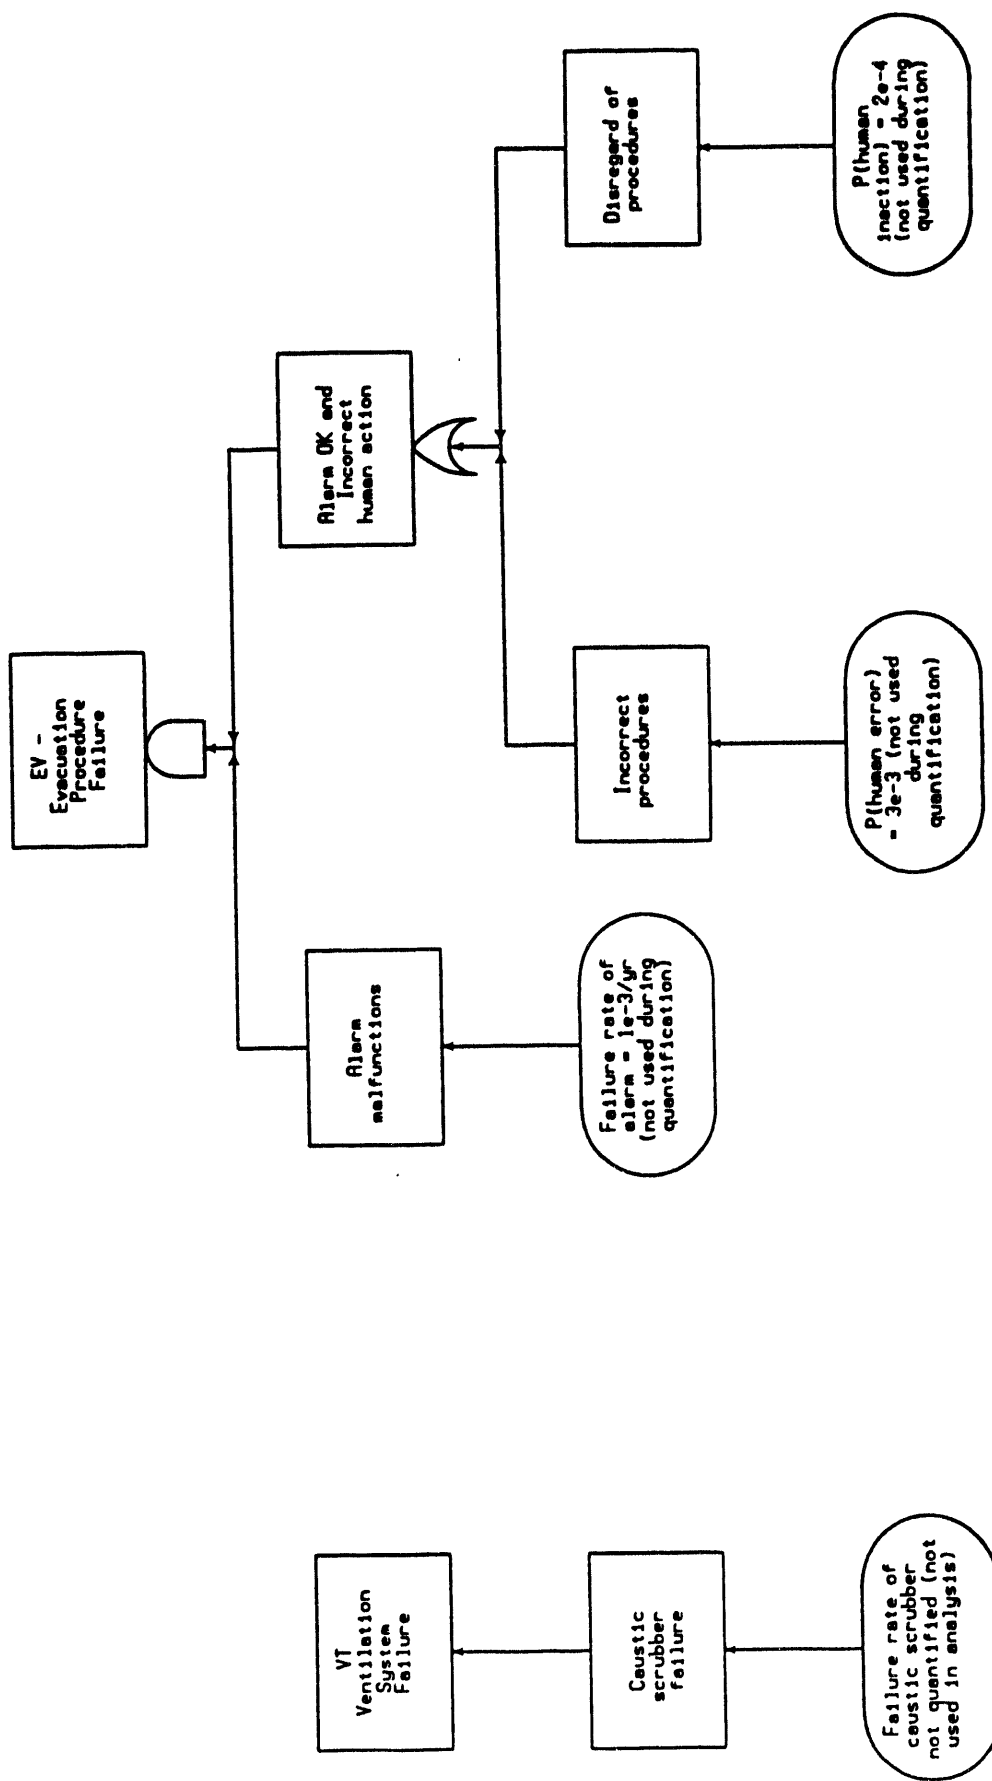 EV -
Evacuation
Procedure
Failure
Alarm
malfunctions
Alarm OK and
Incorrect
human action
Failure rate of
alarm = 1e-3/yr
(not used during
quantification)
Incorrect
procedures
Disregard of
procedures
P(human error)
= 3e-3 (not used
during
quantification)
P(human
inaction) = 2e-4
(not used during
quantification)
VT
Ventilation
System
Failure
Caustic
scrubber
failure
Failure rate of
caustic scrubber
not quantified (not
used in analysis)